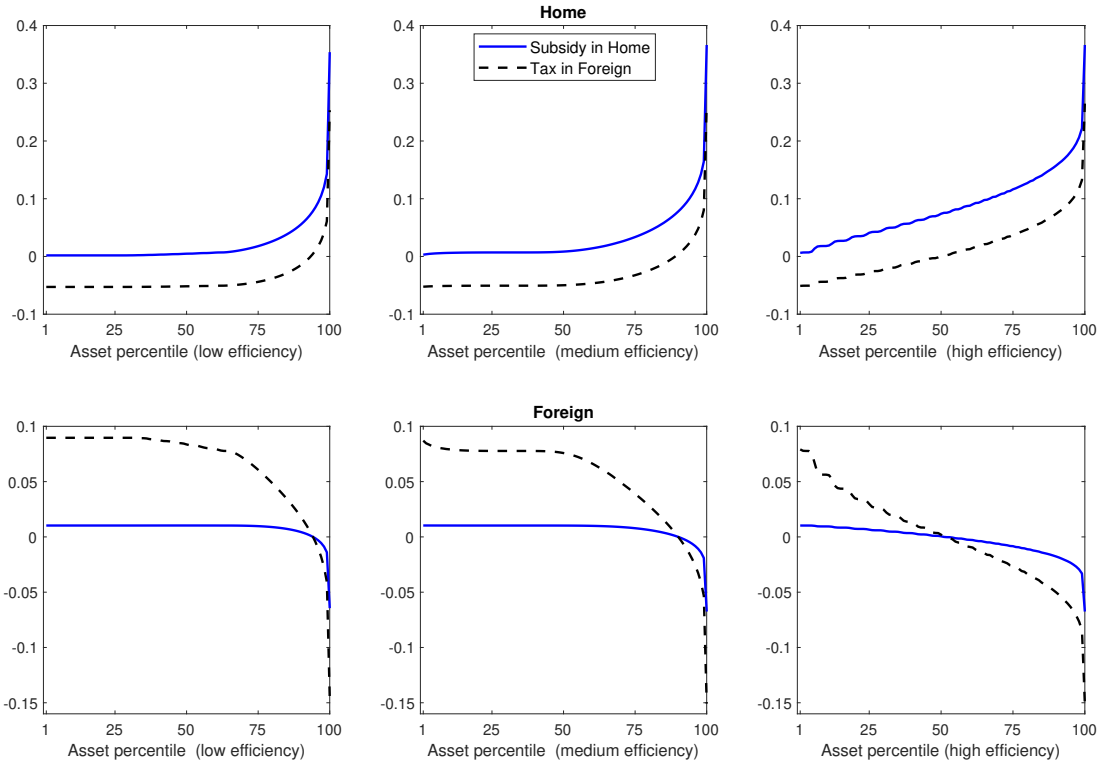 Home
0.4
0.3
0.2
0.1
0
-0.1
1 25 50 75 100
Asset percentile (low efficiency)
Subsidy in Home
Tax in Foreign
0.4
0.3
0.2
0.1
0
-0.1
1 25 50 75 100
Asset percentile (medium efficiency)
0.4
0.3
0.2
0.1
0
-0.1
1 25 50 75 100
Asset percentile (high efficiency)
Foreign
0.1
0.05
0
-0.05
-0.1
-0.15
1 25 50 75 100
Asset percentile (low efficiency)
0.1
0.05
0
-0.05
-0.1
-0.15
1 25 50 75 100
Asset percentile (medium efficiency)
0.1
0.05
0
-0.05
-0.1
-0.15
1 25 50 75 100
Asset percentile (high efficiency)